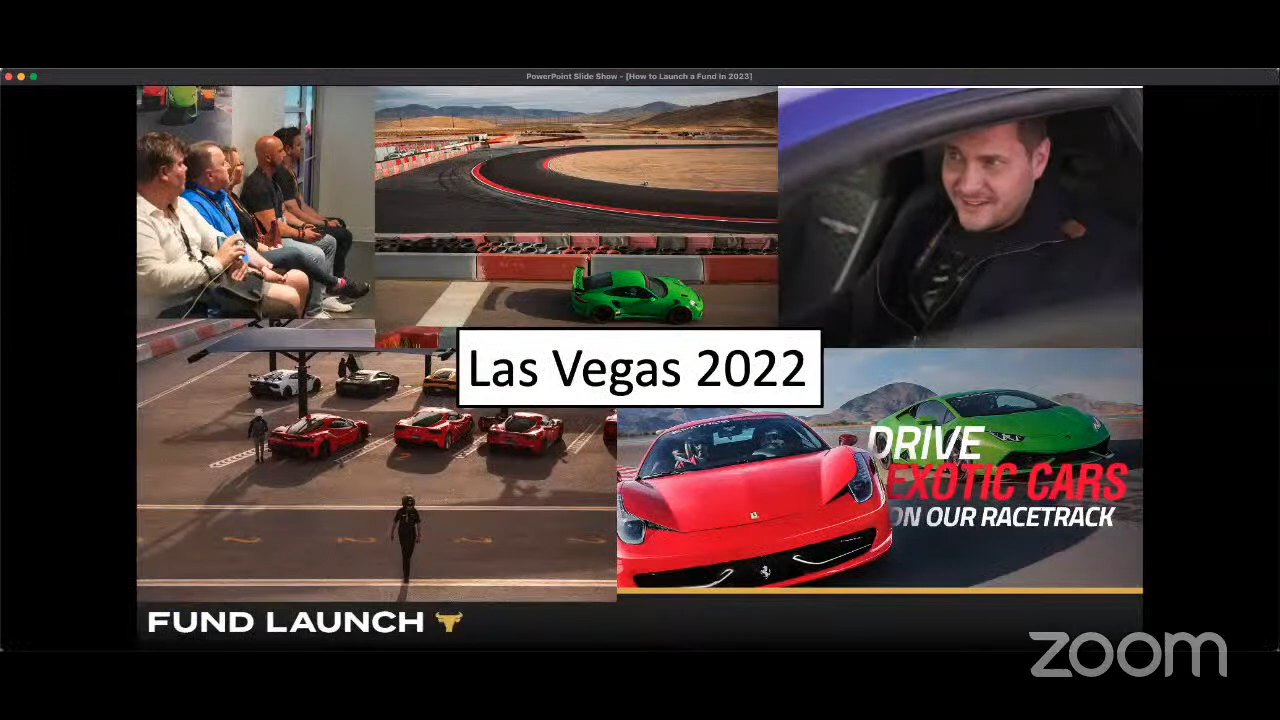 PowerPoint Slide Show - [How to Launch a Fund In 2023]
Las Vegas 2022
DRIVE
EXOTIC CARS
ON OUR RACETRACK
FUND LAUNCH
zoom